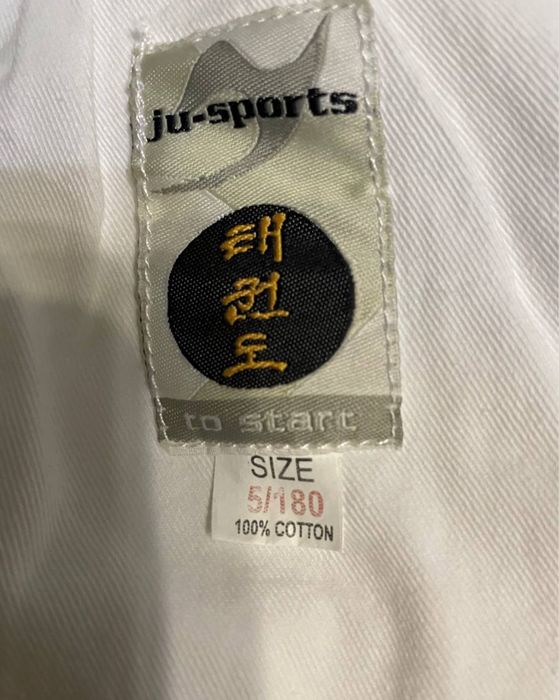 ju-sports
태
권
도
to start
SIZE
5/180
100% COTTON